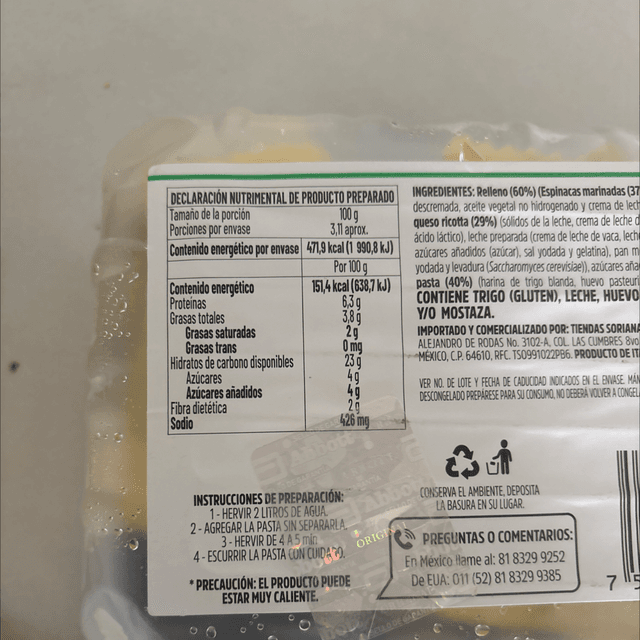 DECLARACIÓN NUTRIMENTAL DE PRODUCTO PREPARADO
Tamaño de la porción 100 g
Porciones por envase 3,11 aprox.
Contenido energético por envase 471,9 kcal (1 990,8 kJ)
Por 100 g
Contenido energético 151,4 kcal (638,7 kJ)
Proteínas 6,3 g
Grasas totales 3,8 g
Grasas saturadas 2 g
Grasas trans 0 mg
Hidratos de carbono disponibles 23 g
Azúcares 4 g
Azúcares añadidos 4 g
Fibra dietética 2 g
Sodio 426 mg
INSTRUCCIONES DE PREPARACIÓN:
1 - HERVIR 2 LITROS DE AGUA.
2 - AGREGAR LA PASTA SIN SEPARARLA.
3 - HERVIR DE 4 A 5 min
4 - ESCURRIR LA PASTA CON CUIDADO.
* PRECAUCIÓN: EL PRODUCTO PUEDE
ESTAR MUY CALIENTE.
INGREDIENTES: Relleno (60%) (Espinacas marinadas (37
descremada, aceite vegetal no hidrogenado y crema de lech
queso ricotta (29%) (sólidos de la leche, crema de leche d
ácido láctico), leche preparada (crema de leche de vaca, lech
azúcares añadidos (azúcar), sal yodada y gelatina), pan m
yodada y levadura (Saccharomyces cerevisiae)), azúcares aña
pasta (40%) (harina de trigo blanda, huevo pasteuri
CONTIENE TRIGO (GLUTEN), LECHE, HUEVO
Y/O MOSTAZA.
IMPORTADO Y COMERCIALIZADO POR: TIENDAS SORIANA
ALEJANDRO DE RODAS No. 3102-A, COL. LAS CUMBRES 8vo
MÉXICO, C.P. 64610, RFC. TSO991022PB6. PRODUCTO DE IT
VER NO. DE LOTE Y FECHA DE CADUCIDAD INDICADOS EN EL ENVASE. MAN
DESCONGELADO PREPÁRESE PARA SU CONSUMO, NO DEBERÁ VOLVER A CONGEL
CONSERVA EL AMBIENTE, DEPOSITA
LA BASURA EN SU LUGAR.
ORIGIN
PREGUNTAS O COMENTARIOS:
En México llame al: 81 8329 9252
De EUA: 011 (52) 81 8329 9385
7